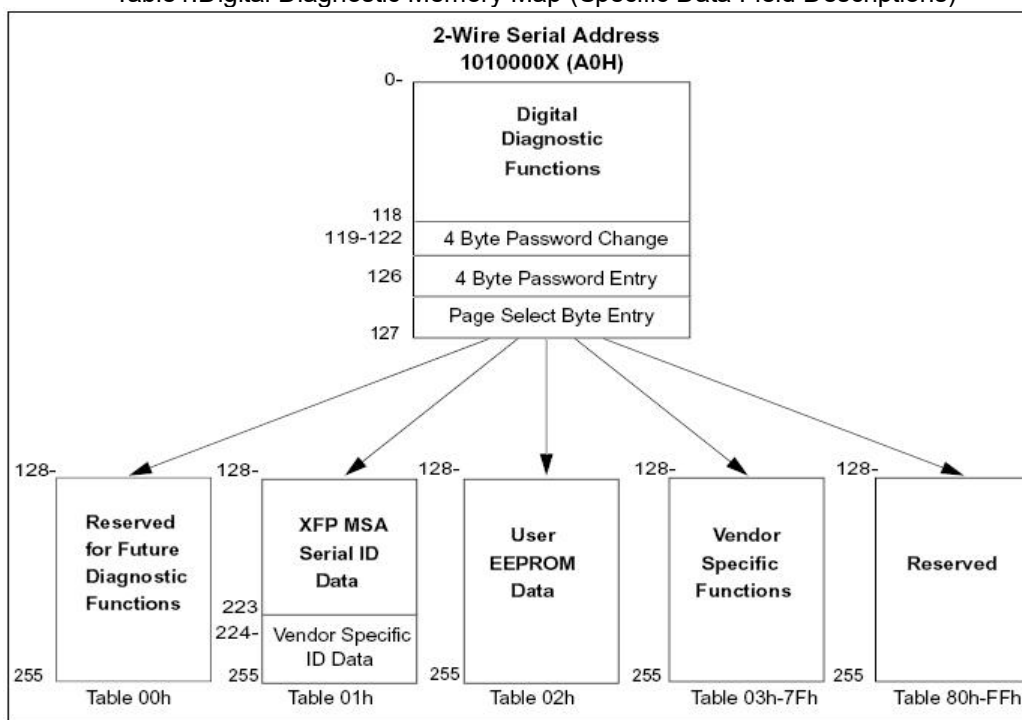 Table1.Digital Diagnostic Memory Map (Specific Data Field Descriptions)
2-Wire Serial Address
1010000X (A0H)
0-
Digital
Diagnostic
Functions
118
119-122
4 Byte Password Change
126
4 Byte Password Entry
Page Select Byte Entry
127
128-
Reserved
for Future
Diagnostic
Functions
255
Table 00h
128-
XFP MSA
Serial ID
Data
223
224-
Vendor Specific
ID Data
255
Table 01h
128-
User
EEPROM
Data
255
Table 02h
128-
Vendor
Specific
Functions
255
Table 03h-7Fh
128-
Reserved
255
Table 80h-FFh